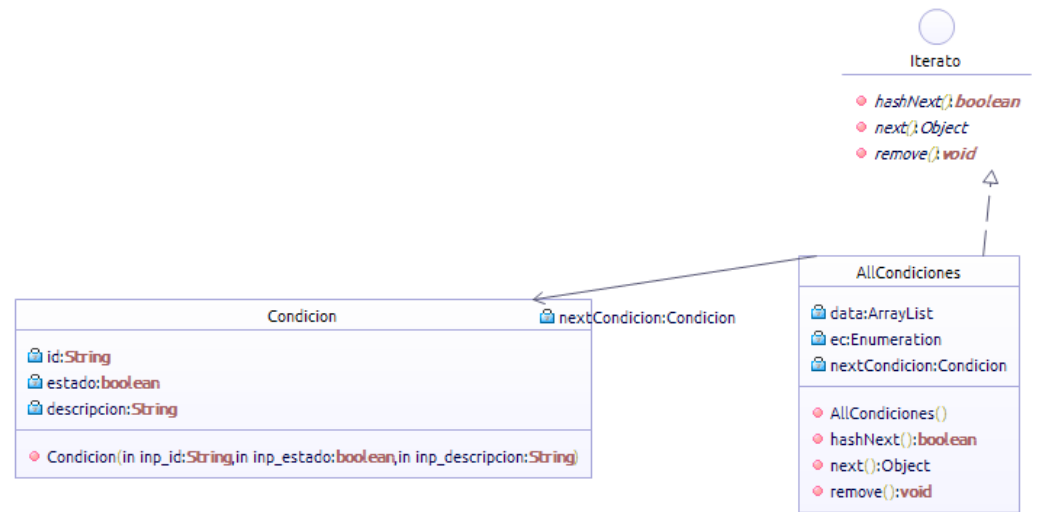 Iterato
hashNext():boolean
next():Object
remove():void
Condicion
nextCondicion:Condicion
id:String
estado:boolean
descripcion:String
Condicion(in inp_id:String,in inp_estado:boolean,in inp_descripcion:String)
AllCondiciones
data:ArrayList
ec:Enumeration
nextCondicion:Condicion
AllCondiciones()
hashNext():boolean
next():Object
remove():void